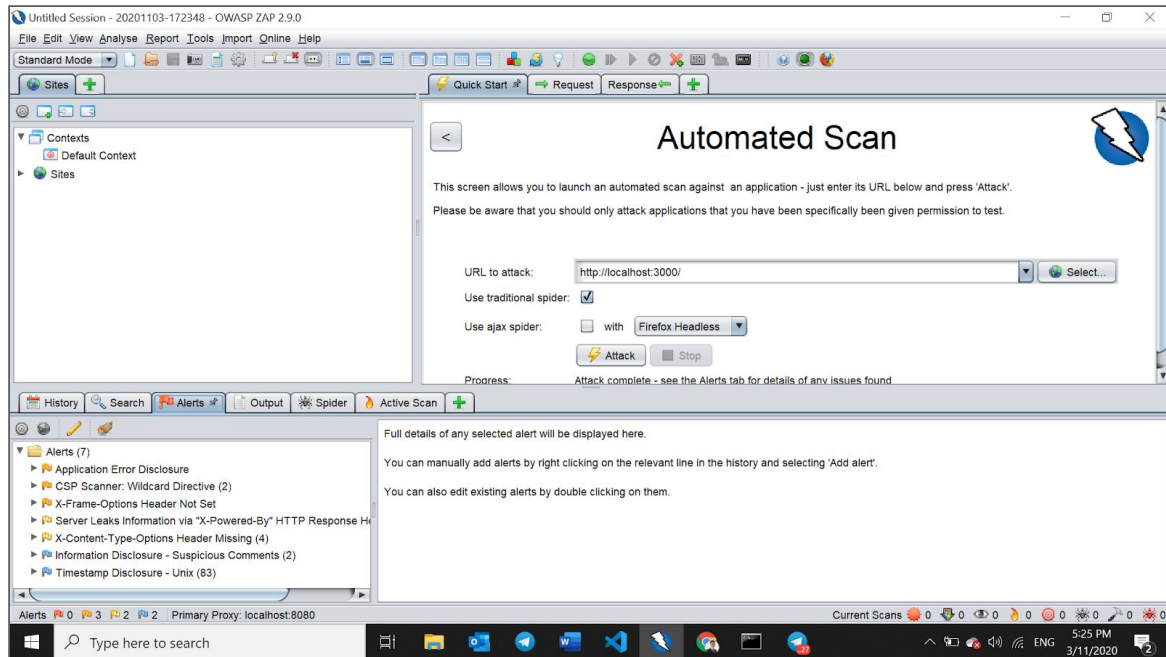 Untitled Session - 20201103-172348 - OWASP ZAP 2.9.0
File Edit View Analyse Report Tools Import Online Help
Standard Mode
Sites
Quick Start
Request
Response
Contexts
Default Context
Sites
<
Automated Scan
This screen allows you to launch an automated scan against an application - just enter its URL below and press 'Attack'.
Please be aware that you should only attack applications that you have been specifically been given permission to test.
URL to attack: http://localhost:3000/ Select...
Use traditional spider:
Use ajax spider: with Firefox Headless
Attack Stop
Progress: Attack complete - see the Alerts tab for details of any issues found
History Search Alerts Output Spider Active Scan
Alerts (7)
Application Error Disclosure
CSP Scanner: Wildcard Directive (2)
X-Frame-Options Header Not Set
Server Leaks Information via "X-Powered-By" HTTP Response He
X-Content-Type-Options Header Missing (4)
Information Disclosure - Suspicious Comments (2)
Timestamp Disclosure - Unix (83)
Full details of any selected alert will be displayed here.
You can manually add alerts by right clicking on the relevant line in the history and selecting 'Add alert'.
You can also edit existing alerts by double clicking on them.
Alerts 0 3 2 2 Primary Proxy: localhost:8080
Current Scans 0 0 0 0 0 0 0 0
Type here to search
ENG
5:25 PM
3/11/2020